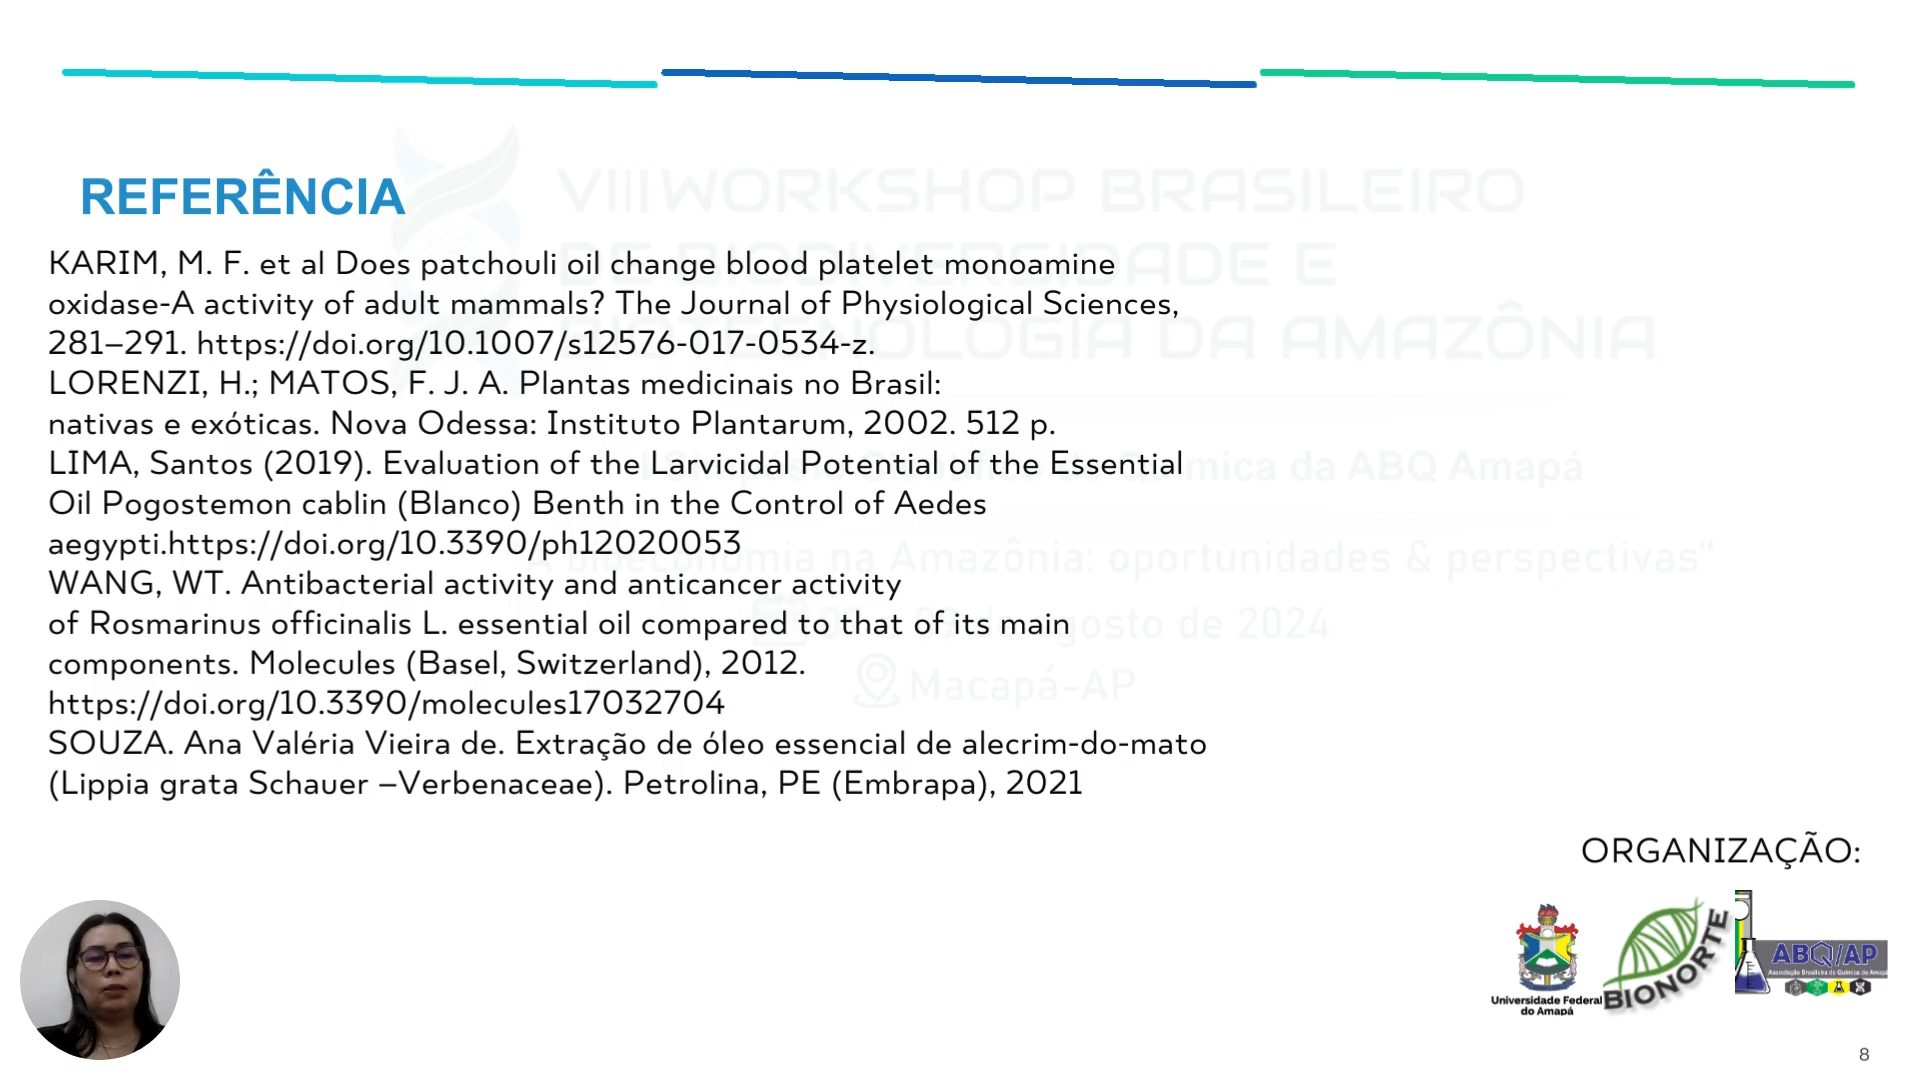 VIII WORKSHOP BRASILEIRO
DE BIODIVERSIDADE E
BIOTECNOLOGIA DA AMAZÔNIA
REFERÊNCIA
KARIM, M. F. et al Does patchouli oil change blood platelet monoamine
oxidase-A activity of adult mammals? The Journal of Physiological Sciences,
281–291. https://doi.org/10.1007/s12576-017-0534-z.
LORENZI, H.; MATOS, F. J. A. Plantas medicinais no Brasil:
nativas e exóticas. Nova Odessa: Instituto Plantarum, 2002. 512 p.
LIMA, Santos (2019). Evaluation of the Larvicidal Potential of the Essential
Oil Pogostemon cablin (Blanco) Benth in the Control of Aedes
aegypti.https://doi.org/10.3390/ph12020053
WANG, WT. Antibacterial activity and anticancer activity
of Rosmarinus officinalis L. essential oil compared to that of its main
components. Molecules (Basel, Switzerland), 2012.
https://doi.org/10.3390/molecules17032704
SOUZA. Ana Valéria Vieira de. Extração de óleo essencial de alecrim-do-mato
(Lippia grata Schauer –Verbenaceae). Petrolina, PE (Embrapa), 2021
Química da ABQ Amapá
"A bioeconomia na Amazônia: oportunidades & perspectivas"
de agosto de 2024
Macapá-AP
ORGANIZAÇÃO:
Universidade Federal
do Amapá
BIONORTE
ABQ/AP
Associação Brasileira de Química do Amapá
8